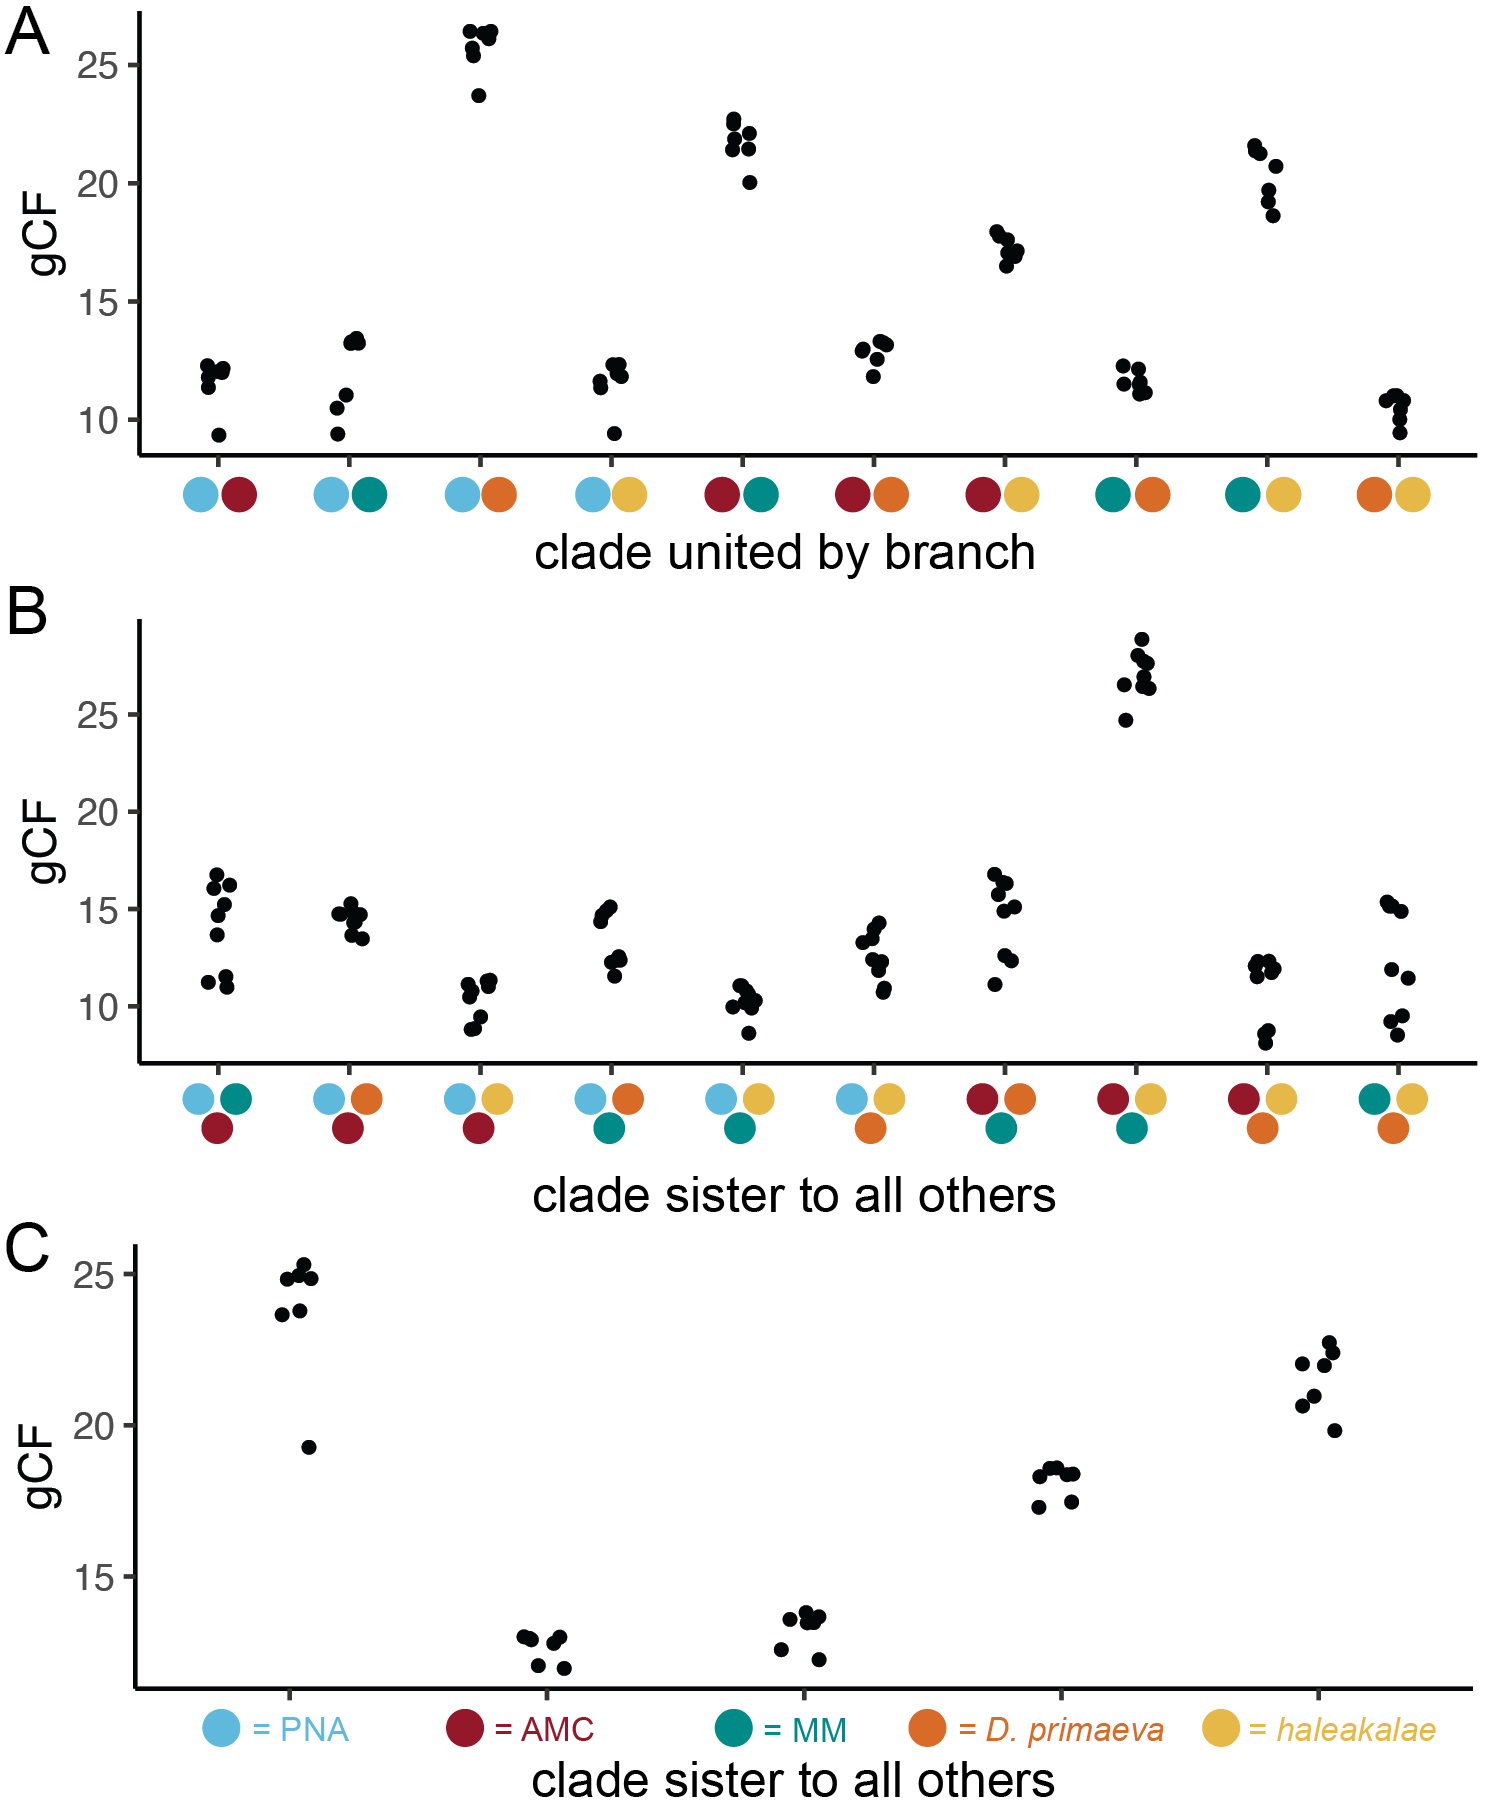 A
25
20
15
10
gCF
clade united by branch
B
25
20
15
10
gCF
clade sister to all others
C
25
20
15
gCF
= PNA = AMC = MM = D. primaeva = haleakalae
clade sister to all others